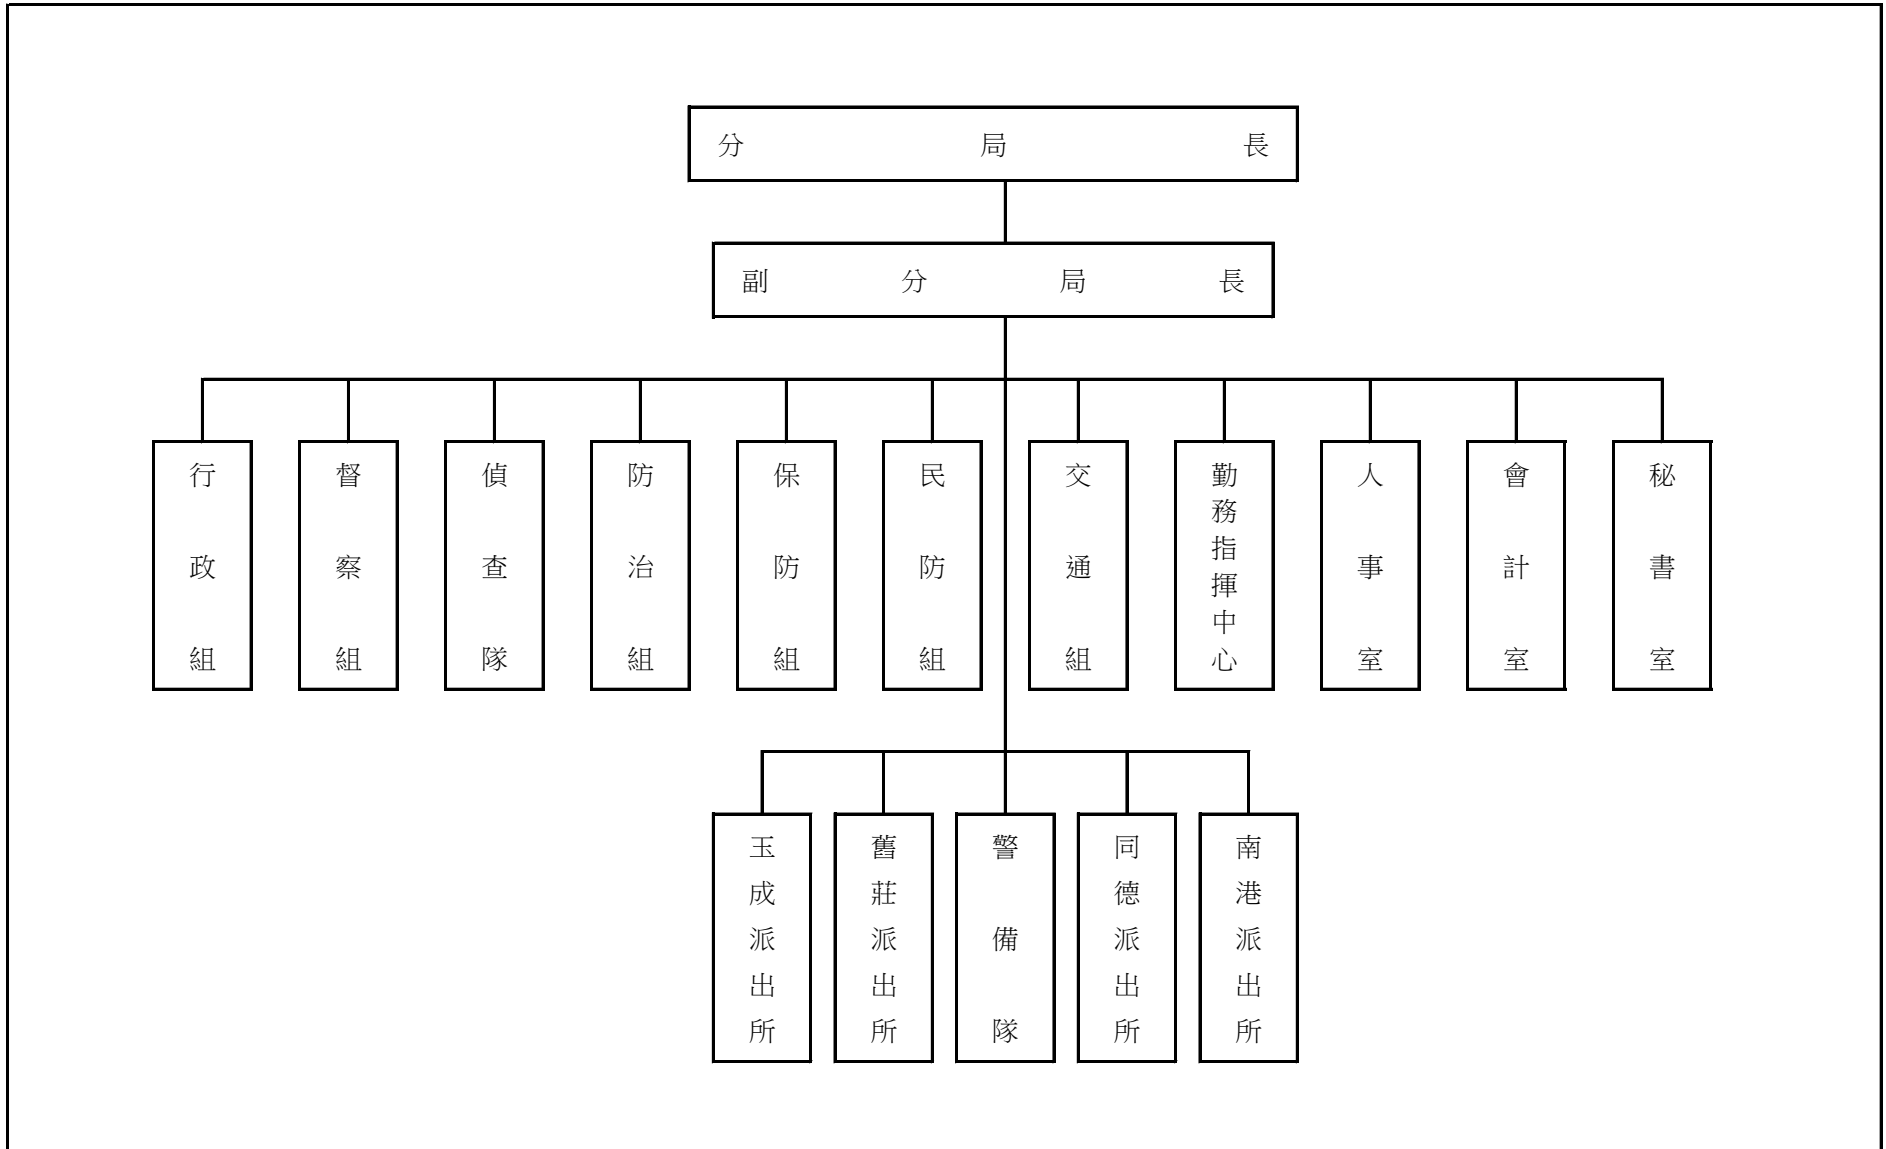 分局長
副分局長
行政組
督察組
偵查隊
防治組
保防組
民防組
交通組
勤務指揮中心
人事室
會計室
秘書室
玉成派出所
舊莊派出所
警備隊
同德派出所
南港派出所